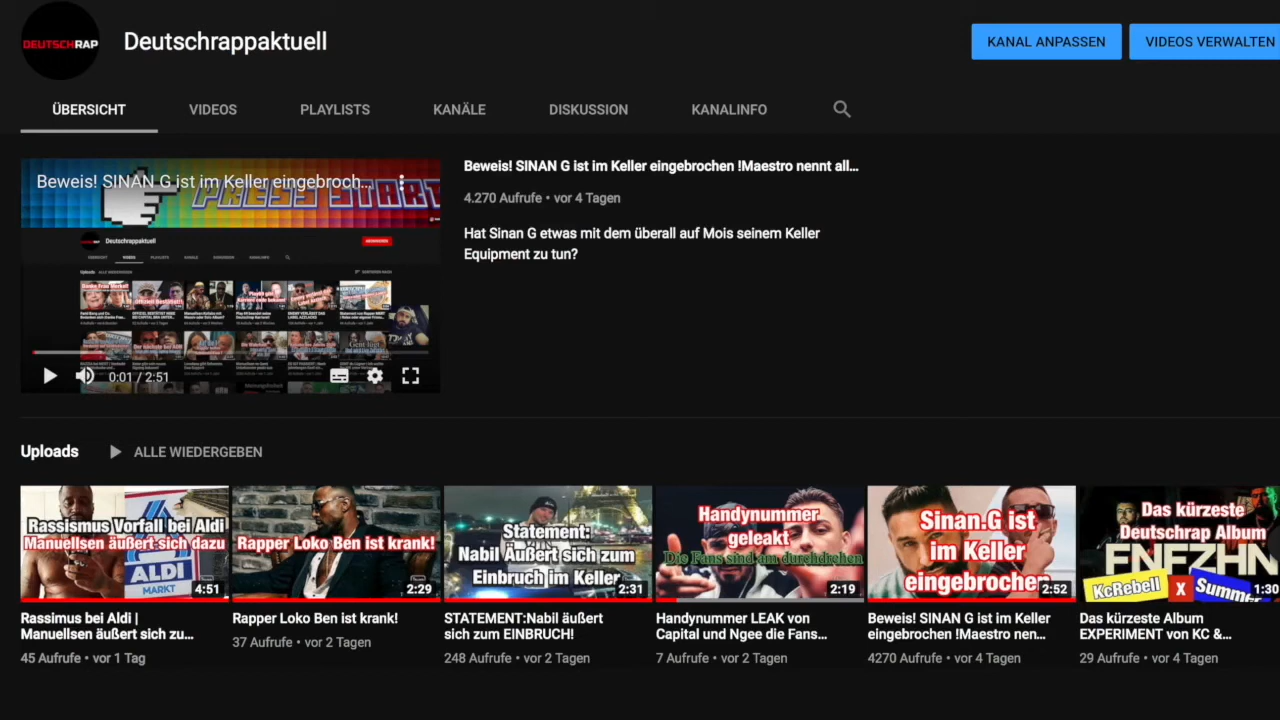 DEUTSCHRAP
Deutschrappaktuell
KANAL ANPASSEN
VIDEOS VERWALTEN
ÜBERSICHT
VIDEOS
PLAYLISTS
KANÄLE
DISKUSSION
KANALINFO
Beweis! SINAN G ist im Keller eingebroch...
PRESS START
Deutschrappaktuell
0:01 / 2:51
Beweis! SINAN G ist im Keller eingebrochen !Maestro nennt all...
4.270 Aufrufe • vor 4 Tagen
Hat Sinan G etwas mit dem überall auf Mois seinem Keller
Equipment zu tun?
Uploads
ALLE WIEDERGEBEN
Rassismus Vorfall bei Aldi
Manuellsen äußert sich dazu
ALDI
MARKT
4:51
Rassimus bei Aldi |
Manuellsen äußert sich zu...
45 Aufrufe • vor 1 Tag
Rapper Loko Ben ist krank!
2:29
Rapper Loko Ben ist krank!
37 Aufrufe • vor 2 Tagen
Statement:
Nabil Äußert sich zum
Einbruch im Keller
2:31
STATEMENT:Nabil äußert
sich zum EINBRUCH!
248 Aufrufe • vor 2 Tagen
Handynummer
geleakt
Die Fans sind am durchdrehen
2:19
Handynummer LEAK von
Capital und Ngee die Fans...
7 Aufrufe • vor 2 Tagen
Sinan.G ist
im Keller
eingebrochen
2:52
Beweis! SINAN G ist im Keller
eingebrochen !Maestro nen...
4270 Aufrufe • vor 4 Tagen
Das kürzeste
Deutschrap Album
KcRebell X Summer
1:30
Das kürzeste Album
EXPERIMENT von KC &...
29 Aufrufe • vor 4 Tagen